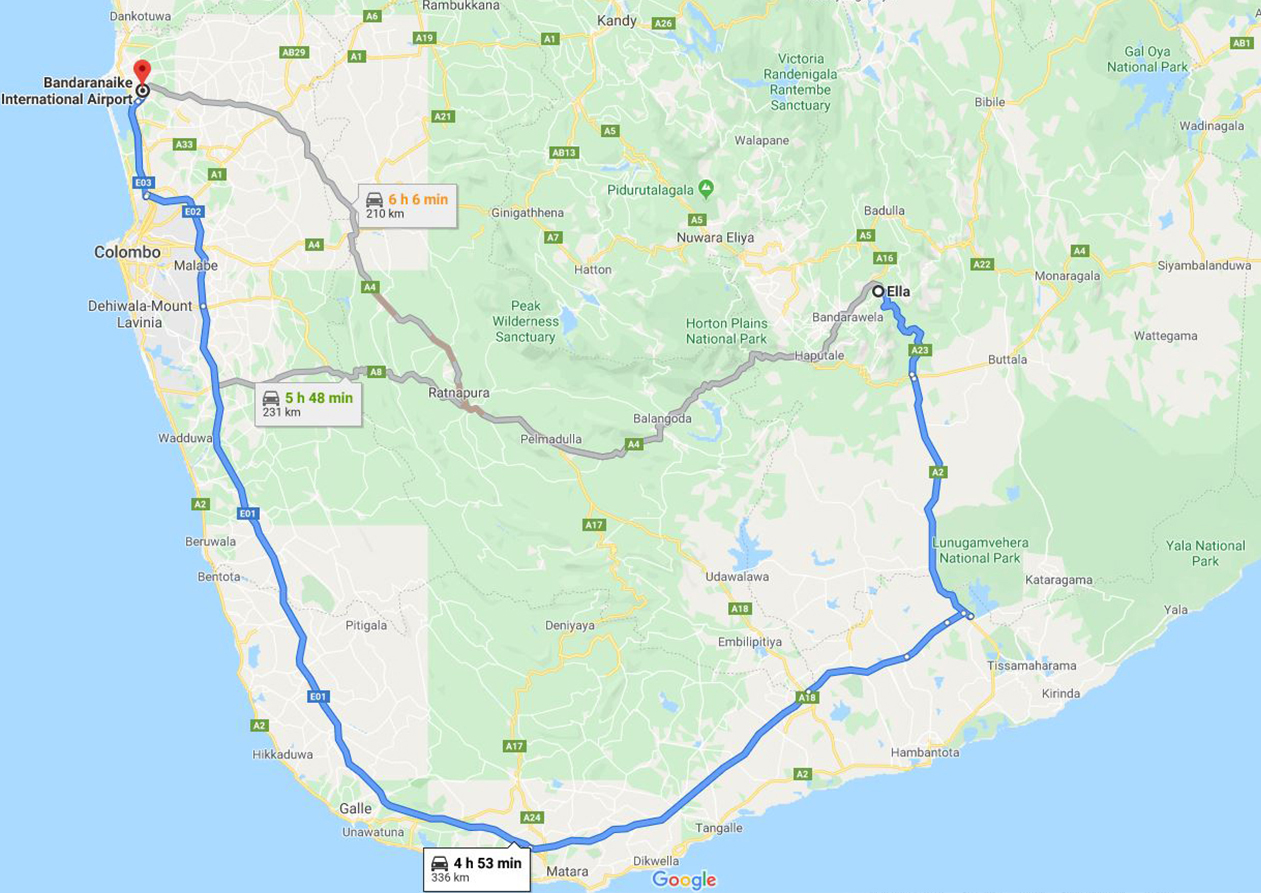 Dankotuwa
A6
Rambukkana
Kandy
A26
A19
A1
AB29
A1
Gal Oya
National Park
AB1
Victoria
Randenigala
Rantembe
Sanctuary
Bandaranaike
International Airport
Bibile
A21
A5
Wadinagala
A33
AB13
Walapane
A1
E03
Pidurutalagala
6 h 6 min
210 km
E02
Ginigathhena
A5
Badulla
A7
Nuwara Eliya
A5
Colombo
A4
A4
A16
Malabe
Hatton
A22
Siyambalanduwa
Monaragala
A4
Ella
Dehiwala-Mount
Lavinia
Peak
Wilderness
Sanctuary
Horton Plains
National Park
Bandarawela
Wattegama
A23
Haputale
Buttala
A8
5 h 48 min
231 km
Ratnapura
Balangoda
Wadduwa
Pelmadulla
A4
A2
A2
E01
A17
Beruwala
Lunugamvehera
National Park
Yala National
Park
Bentota
Udawalawa
Kataragama
A18
Yala
Pitigala
Deniyaya
Embilipitiya
Tissamaharama
E01
A18
Kirinda
A2
Hikkaduwa
A17
Hambantota
A2
Galle
A24
Unawatuna
Tangalle
4 h 53 min
336 km
Dikwella
Matara
Google